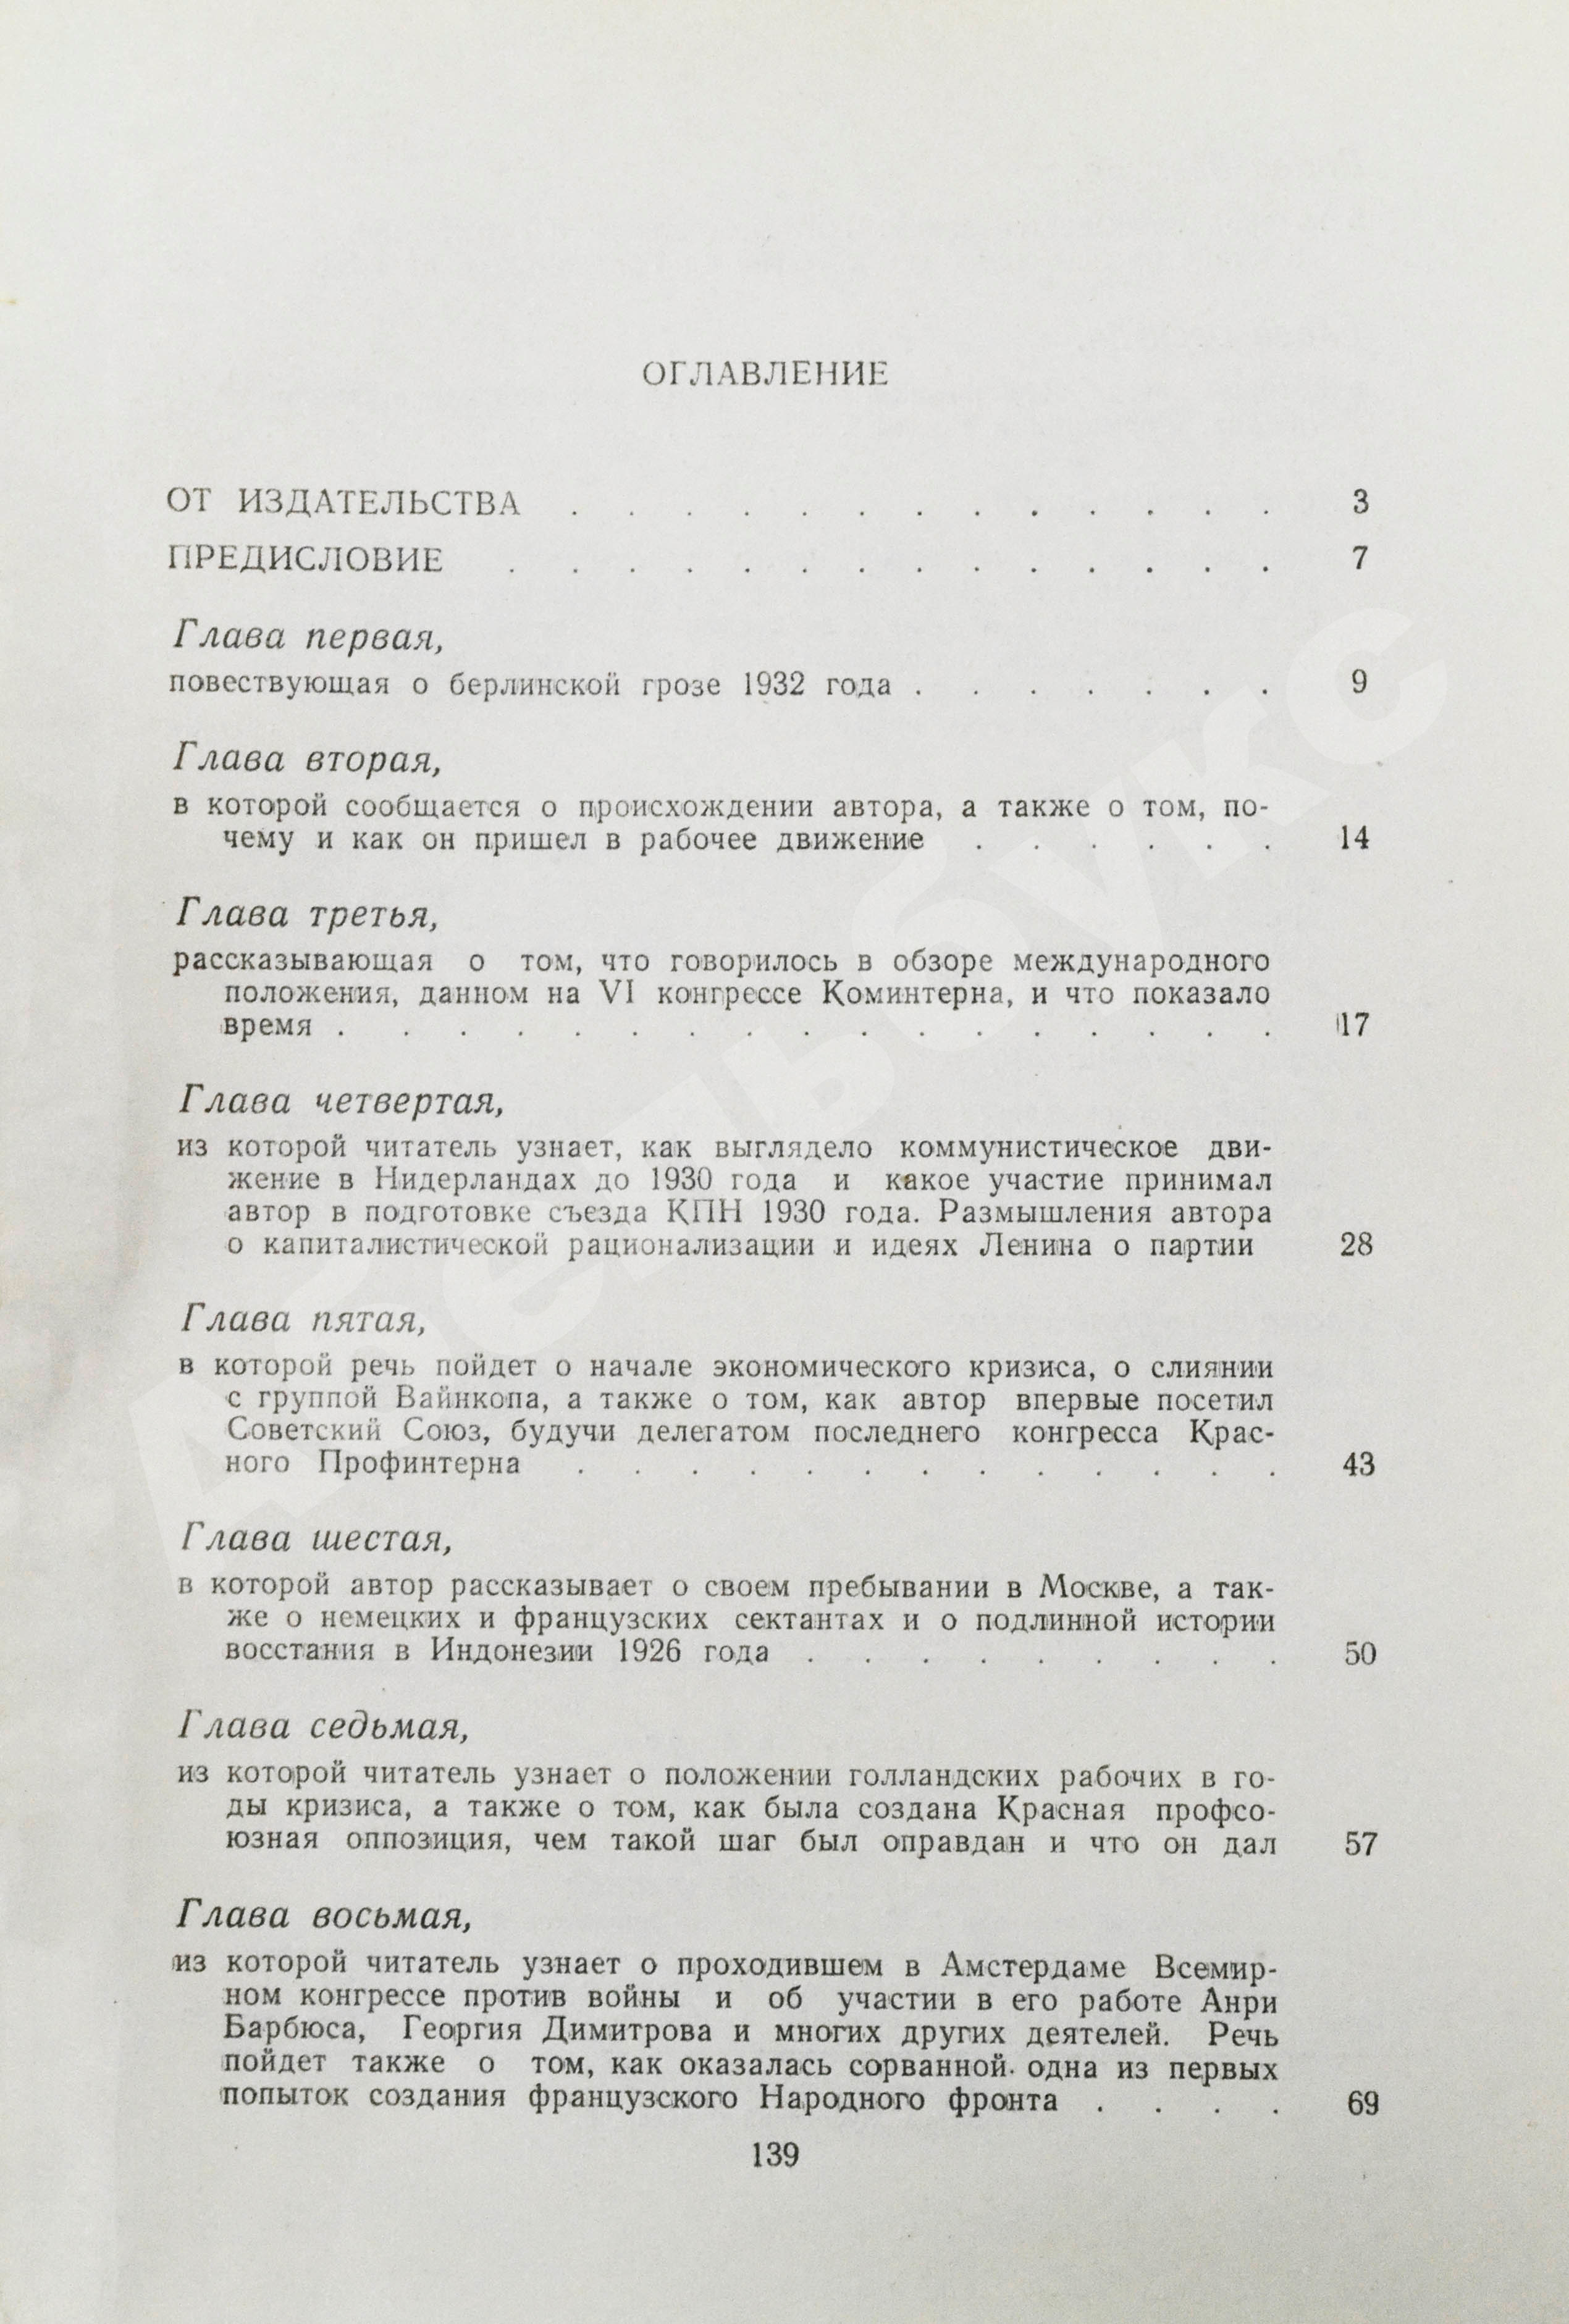 ОГЛАВЛЕНИЕ
ОТ ИЗДАТЕЛЬСТВА . . . . . . . . . . . . . 3
ПРЕДИСЛОВИЕ . . . . . . . . . . . . . . 7
Глава первая,
повествующая о берлинской грозе 1932 года . . . . . . . 9
Глава вторая,
в которой сообщается о происхождении автора, а также о том, по-
чему и как он пришел в рабочее движение . . . . . . 14
Глава третья,
рассказывающая о том, что говорилось в обзоре международного
положения, данном на VI конгрессе Коминтерна, и что показало
время . . . . . . . . . . . . . . . . . 17
Глава четвертая,
из которой читатель узнает, как выглядело коммунистическое дви-
жение в Нидерландах до 1930 года и какое участие принимал
автор в подготовке съезда КПН 1930 года. Размышления автора
о капиталистической рационализации и идеях Ленина о партии 28
Глава пятая,
в которой речь пойдет о начале экономического кризиса, о слиянии
с группой Вайнкопа, а также о том, как автор впервые посетил
Советский Союз, будучи делегатом последнего конгресса Крас-
ного Профинтерна . . . . . . . . . . . . . 43
Глава шестая,
в которой автор рассказывает о своем пребывании в Москве, а так-
же о немецких и французских сектантах и о подлинной истории
восстания в Индонезии 1926 года . . . . . . . . . 50
Глава седьмая,
из которой читатель узнает о положении голландских рабочих в го-
ды кризиса, а также о том, как была создана Красная профсо-
юзная оппозиция, чем такой шаг был оправдан и что он дал 57
Глава восьмая,
из которой читатель узнает о проходившем в Амстердаме Всемир-
ном конгрессе против войны и об участии в его работе Анри
Барбюса, Георгия Димитрова и многих других деятелей. Речь
пойдет также о том, как оказалась сорванной одна из первых
попыток создания французского Народного фронта . . . . 69
139